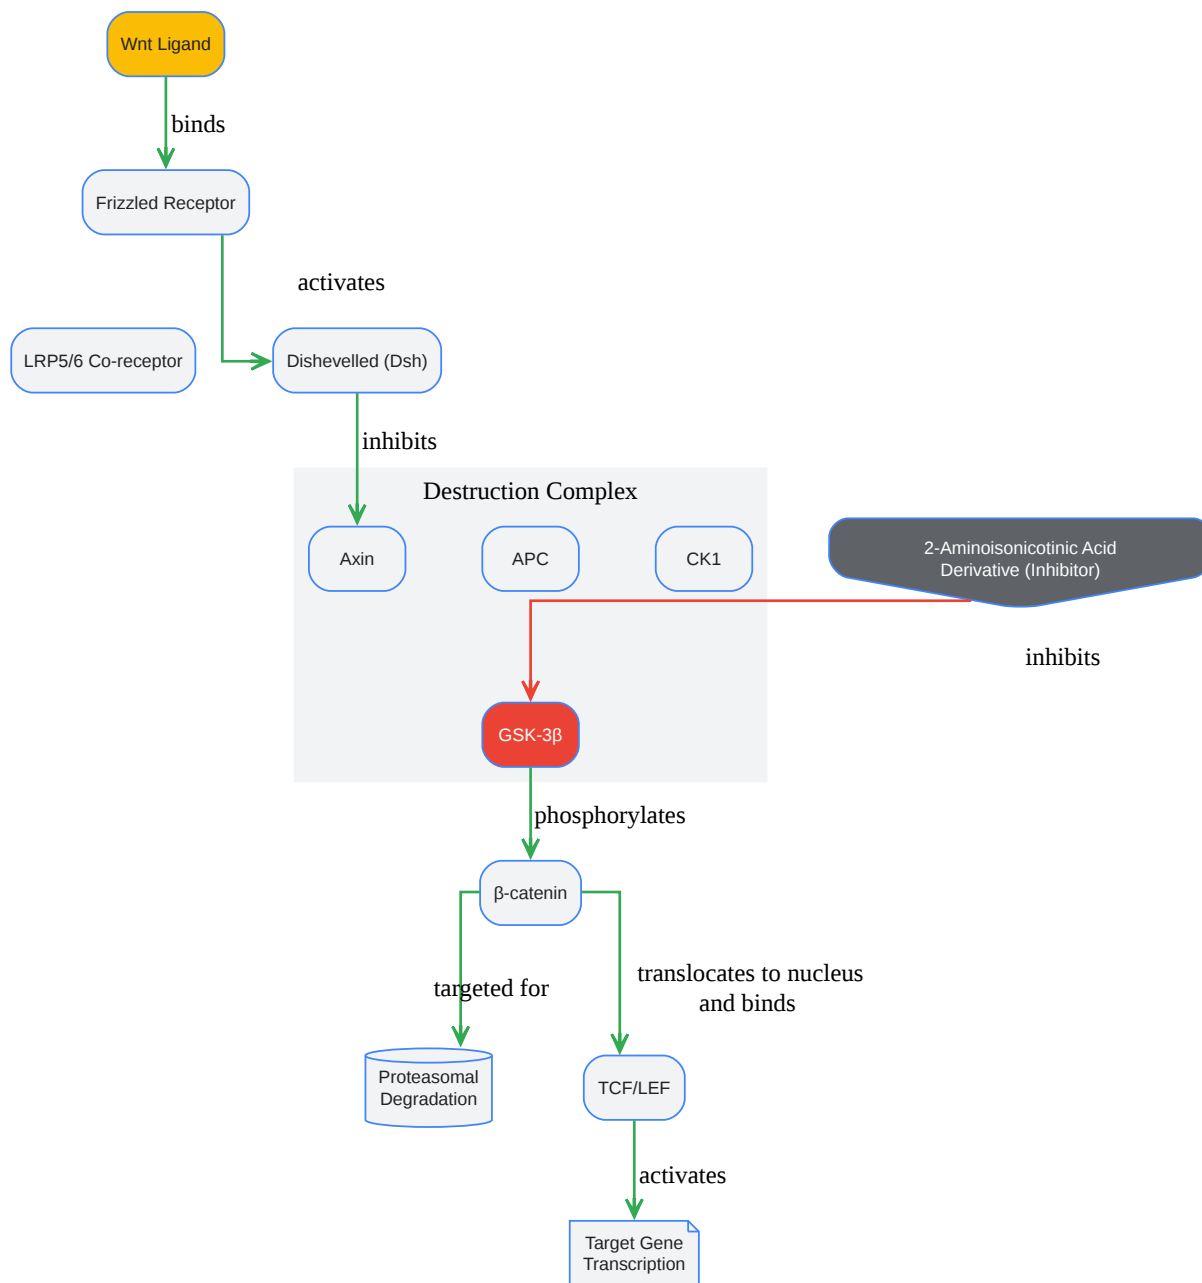 Wnt Ligand
binds
Frizzled Receptor
activates
LRP5/6 Co-receptor
Dishevelled (Dsh)
inhibits
Destruction Complex
Axin
APC
CK1
2-Aminoisonicotinic Acid
Derivative (Inhibitor)
inhibits
GSK-3β
phosphorylates
β-catenin
targeted for
translocates to nucleus
and binds
Proteasomal
Degradation
TCF/LEF
activates
Target Gene
Transcription